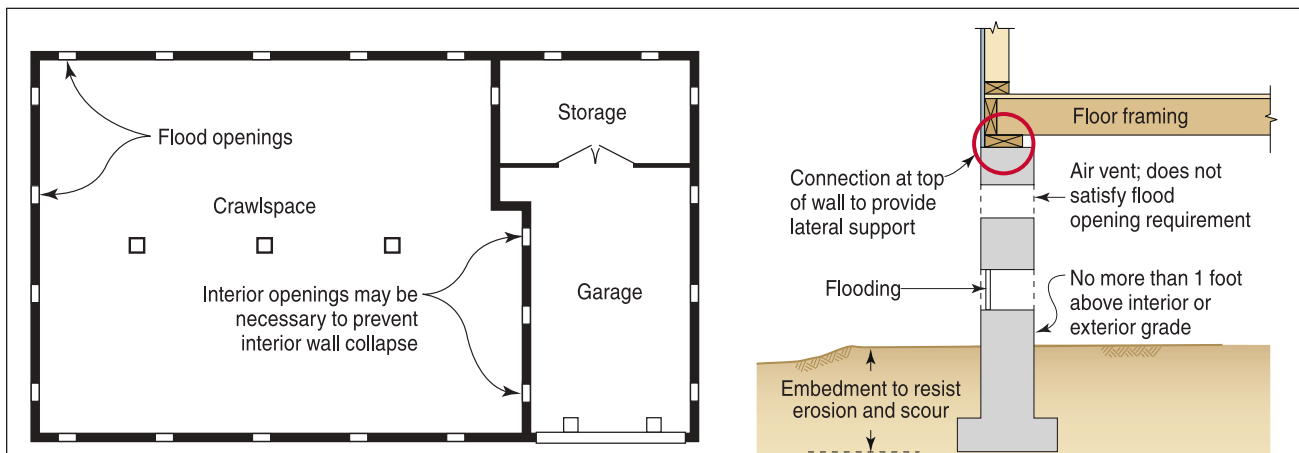 Flood openings
Crawlspace
Interior openings may be
necessary to prevent
interior wall collapse
Storage
Garage
Floor framing
Connection at top
of wall to provide
lateral support
Air vent; does not
satisfy flood
opening requirement
Flooding
No more than 1 foot
above interior or
exterior grade
Embedment to resist
erosion and scour